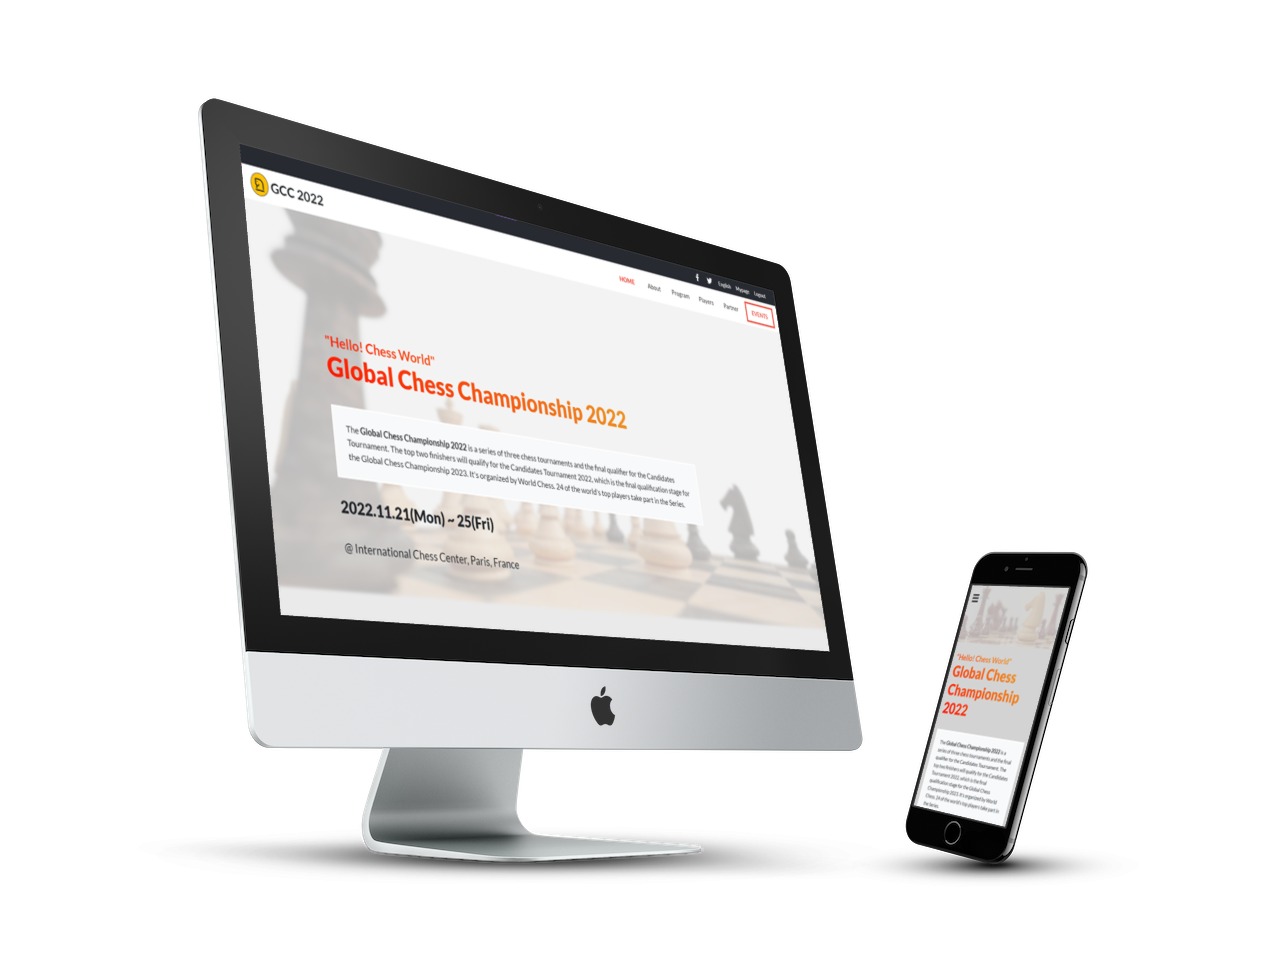 GCC 2022
English Mypage Logout
HOME About Program Players Partner EVENTS
"Hello! Chess World"
Global Chess Championship 2022
The Global Chess Championship 2022 is a series of three chess tournaments and the final qualifier for the Candidates
Tournament. The top two finishers will qualify for the Candidates Tournament 2022, which is the final qualification stage for
the Global Chess Championship 2023. It's organized by World Chess. 24 of the world's top players take part in the Series.
2022.11.21(Mon) ~ 25(Fri)
@ International Chess Center, Paris, France
"Hello! Chess World"
Global Chess
Championship
2022
The Global Chess Championship 2022 is a
series of three chess tournaments and the final
qualifier for the Candidates Tournament. The
top two finishers will qualify for the Candidates
Tournament 2022, which is the final
qualification stage for the Global Chess
Championship 2023. It's organized by World
Chess. 24 of the world's top players take part in
the Series.